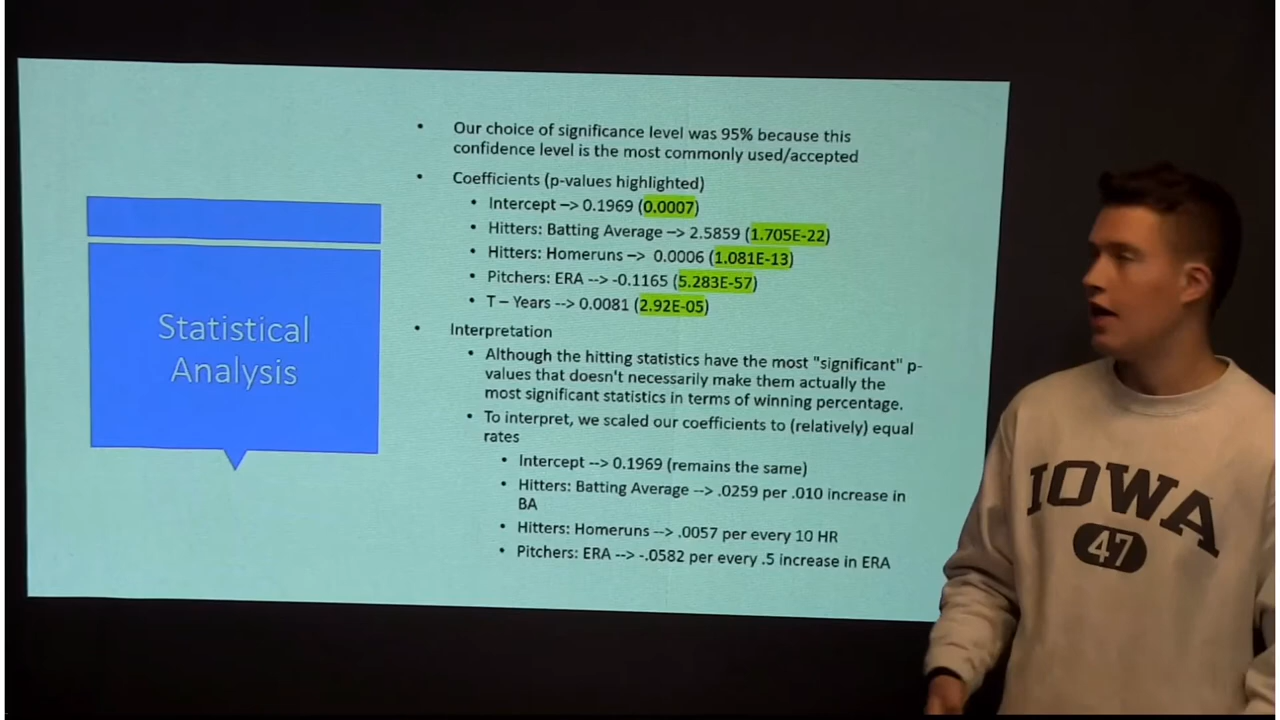 Statistical
Analysis
• Our choice of significance level was 95% because this
confidence level is the most commonly used/accepted
• Coefficients (p-values highlighted)
• Intercept –> 0.1969 (0.0007)
• Hitters: Batting Average –> 2.5859 (1.705E-22)
• Hitters: Homeruns –> 0.0006 (1.081E-13)
• Pitchers: ERA --> -0.1165 (5.283E-57)
• T – Years --> 0.0081 (2.92E-05)
• Interpretation
• Although the hitting statistics have the most "significant" p-
values that doesn't necessarily make them actually the
most significant statistics in terms of winning percentage.
• To interpret, we scaled our coefficients to (relatively) equal
rates
• Intercept --> 0.1969 (remains the same)
• Hitters: Batting Average --> .0259 per .010 increase in
BA
• Hitters: Homeruns --> .0057 per every 10 HR
• Pitchers: ERA --> -.0582 per every .5 increase in ERA
IOWA
47